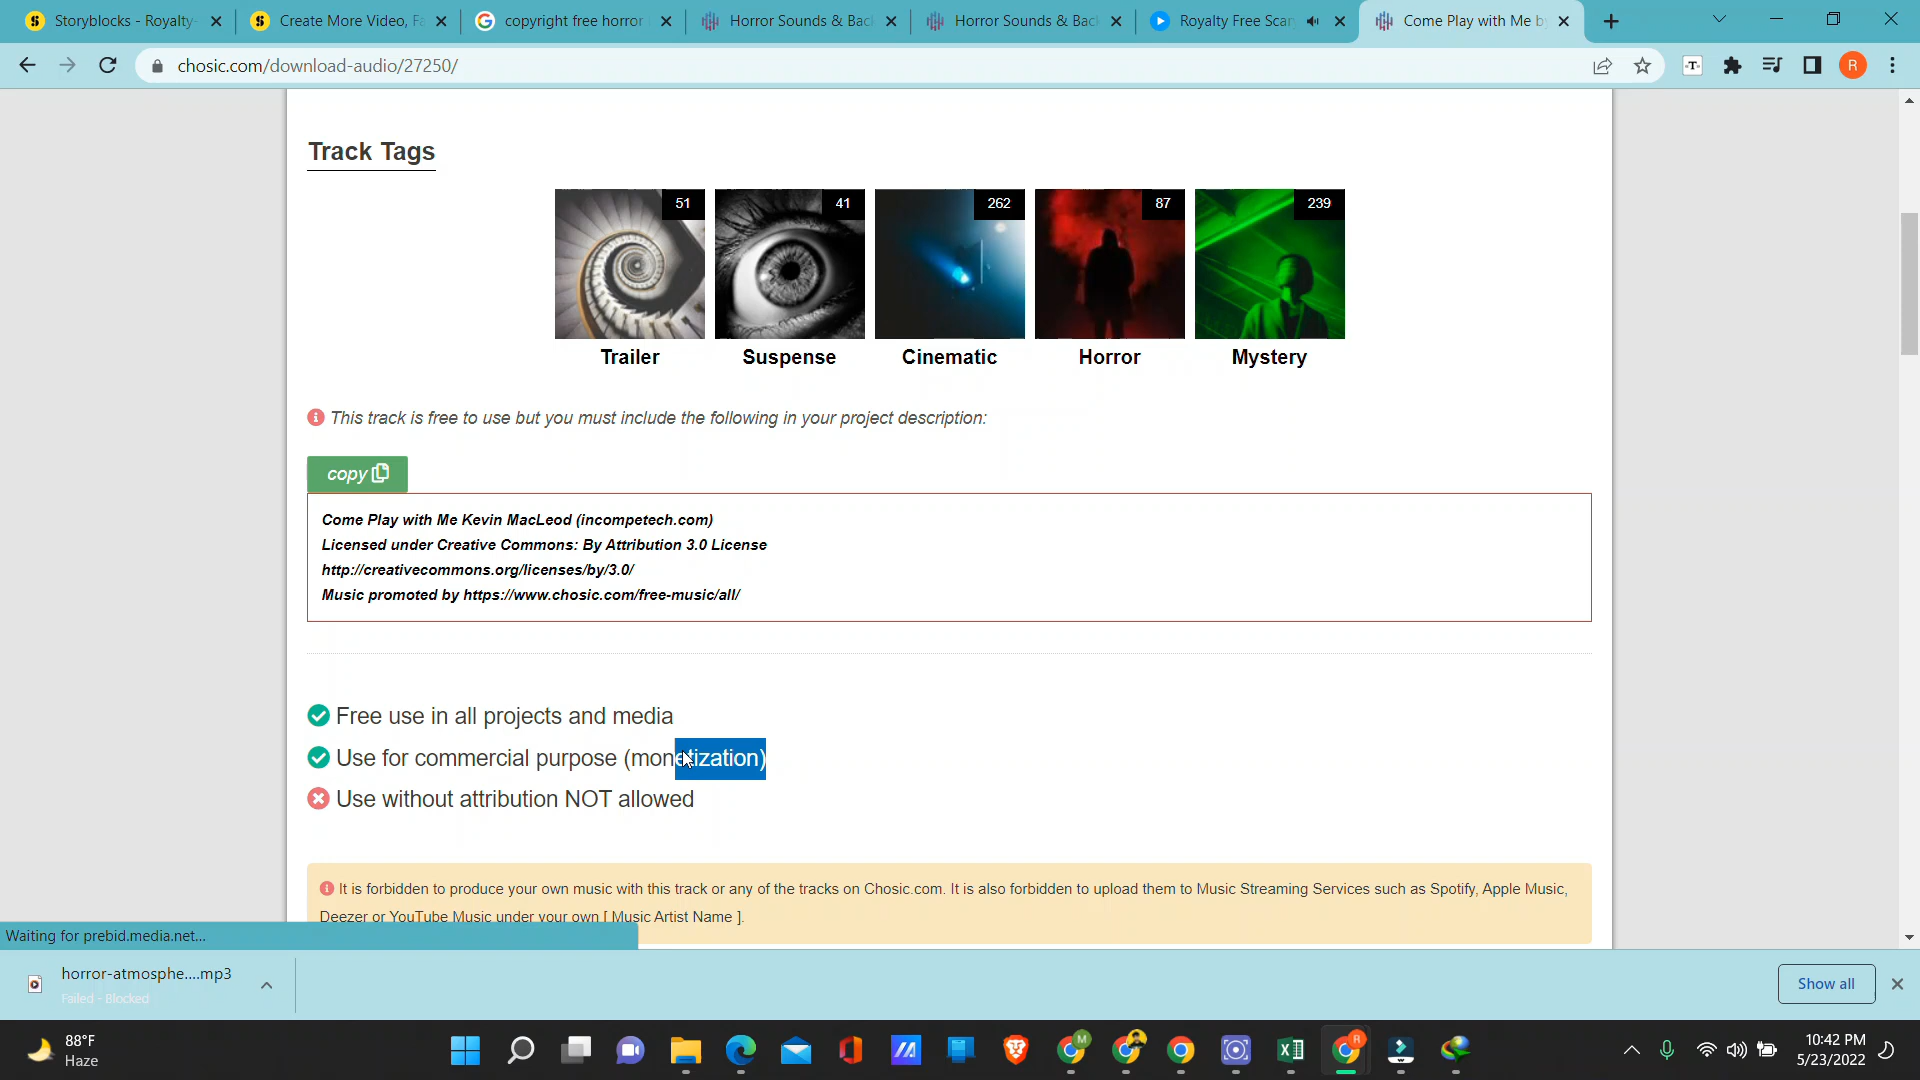 Storyblocks - Royalty-
Create More Video, Fa
copyright free horror
Horror Sounds & Bac
Horror Sounds & Bac
Royalty Free Scar
Come Play with Me by
chosic.com/download-audio/27250/
R
Track Tags
51
41
262
87
239
Trailer
Suspense
Cinematic
Horror
Mystery
This track is free to use but you must include the following in your project description:
copy
Come Play with Me Kevin MacLeod (incompetech.com)
Licensed under Creative Commons: By Attribution 3.0 License
http://creativecommons.org/licenses/by/3.0/
Music promoted by https://www.chosic.com/free-music/all/
Free use in all projects and media
Use for commercial purpose (monetization)
Use without attribution NOT allowed
It is forbidden to produce your own music with this track or any of the tracks on Chosic.com. It is also forbidden to upload them to Music Streaming Services such as Spotify, Apple Music,
Deezer or YouTube Music under your own [ Music Artist Name ].
Waiting for prebid.media.net...
horror-atmosphe....mp3
Failed - Blocked
Show all
88°F
Haze
10:42 PM
5/23/2022